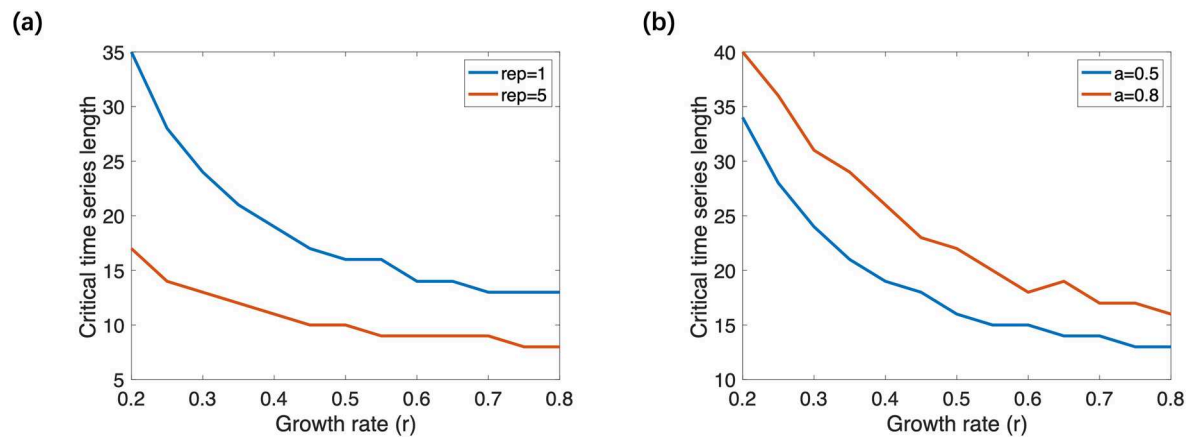 (a)
35
30
25
20
15
10
5
0.2 0.3 0.4 0.5 0.6 0.7 0.8
Critical time series length
Growth rate (r)
rep=1
rep=5
(b)
40
35
30
25
20
15
10
0.2 0.3 0.4 0.5 0.6 0.7 0.8
Critical time series length
Growth rate (r)
a=0.5
a=0.8